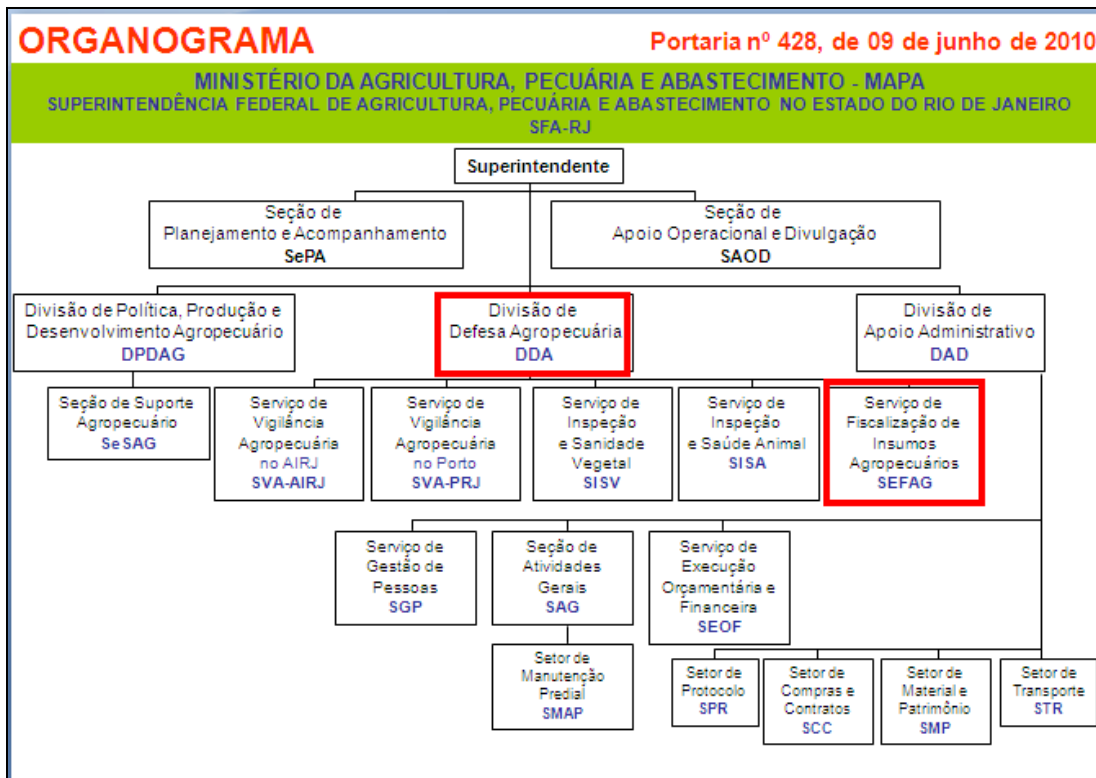 ORGANOGRAMA
Portaria nº 428, de 09 de junho de 2010
MINISTÉRIO DA AGRICULTURA, PECUÁRIA E ABASTECIMENTO - MAPA
SUPERINTENDÊNCIA FEDERAL DE AGRICULTURA, PECUÁRIA E ABASTECIMENTO NO ESTADO DO RIO DE JANEIRO
SFA-RJ
Superintendente
Seção de
Planejamento e Acompanhamento
SePA
Seção de
Apoio Operacional e Divulgação
SAOD
Divisão de Política, Produção e
Desenvolvimento Agropecuário
DPDAG
Divisão de
Defesa Agropecuária
DDA
Divisão de
Apoio Administrativo
DAD
Seção de Suporte
Agropecuário
SeSAG
Serviço de
Vigilância
Agropecuária
no AIRJ
SVA-AIRJ
Serviço de
Vigilância
Agropecuária
no Porto
SVA-PRJ
Serviço de
Inspeção
e Sanidade
Vegetal
SISV
Serviço de
Inspeção
e Saúde Animal
SISA
Serviço de
Fiscalização de
Insumos
Agropecuários
SEFAG
Serviço de
Gestão de
Pessoas
SGP
Seção de
Atividades
Gerais
SAG
Serviço de
Execução
Orçamentária e
Financeira
SEOF
Setor de
Manutenção
Predial
SMAP
Setor de
Protocolo
SPR
Setor de
Compras e
Contratos
SCC
Setor de
Material e
Patrimônio
SMP
Setor de
Transporte
STR